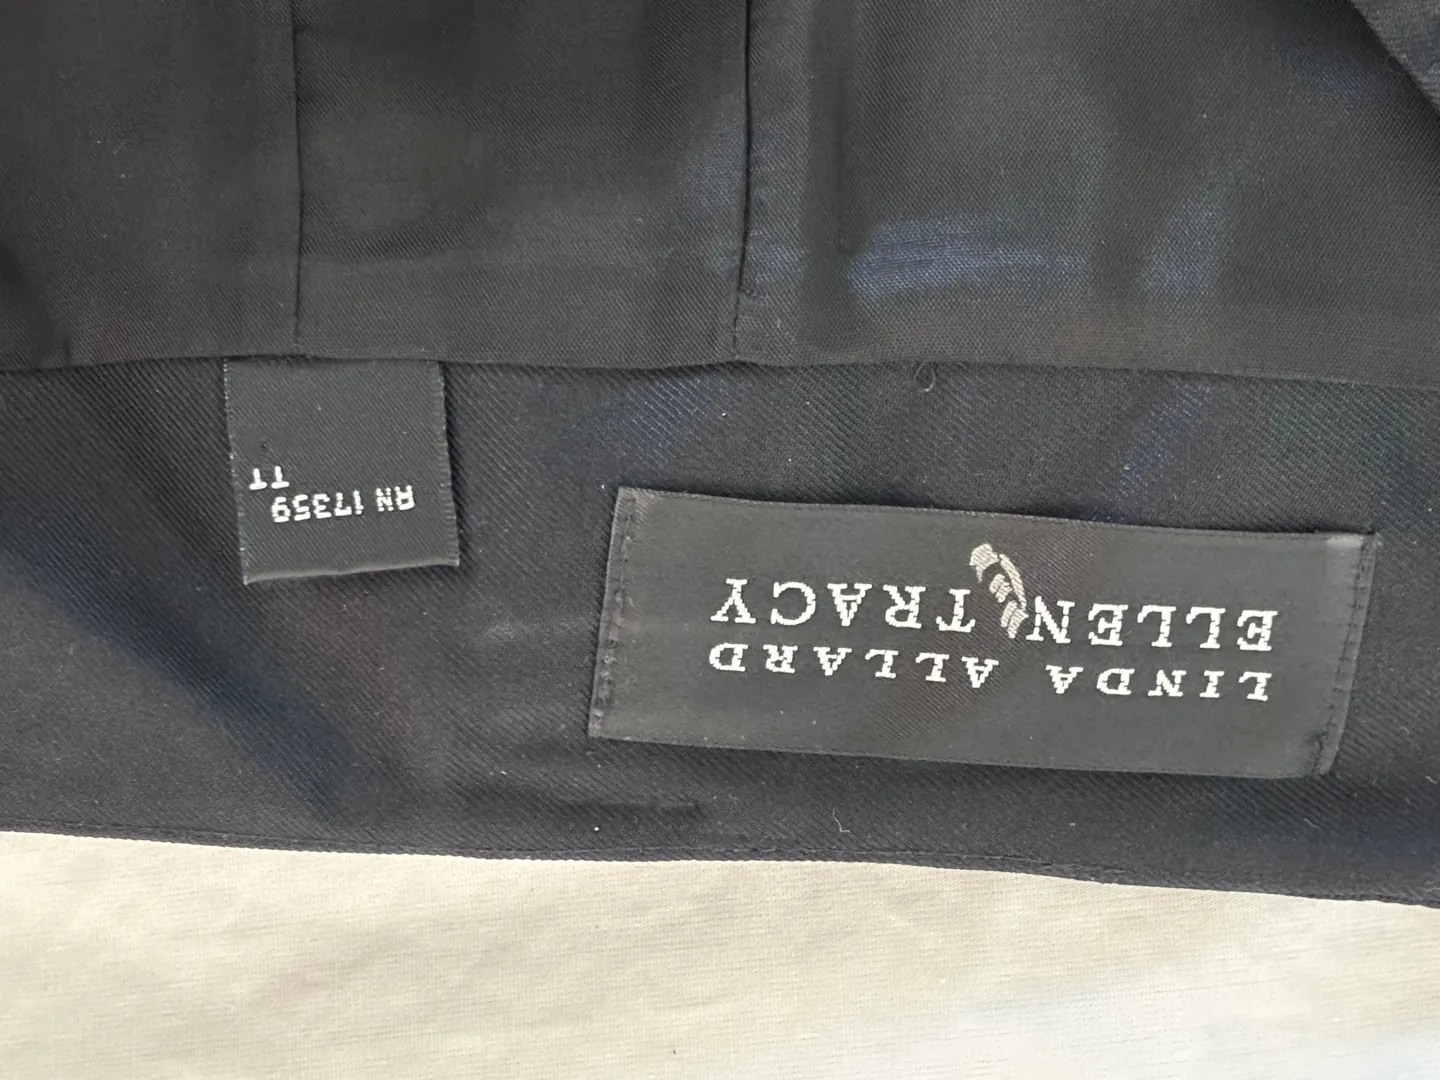 LINDA ALLARD
ELLEN TRACY
RN 17359
TT